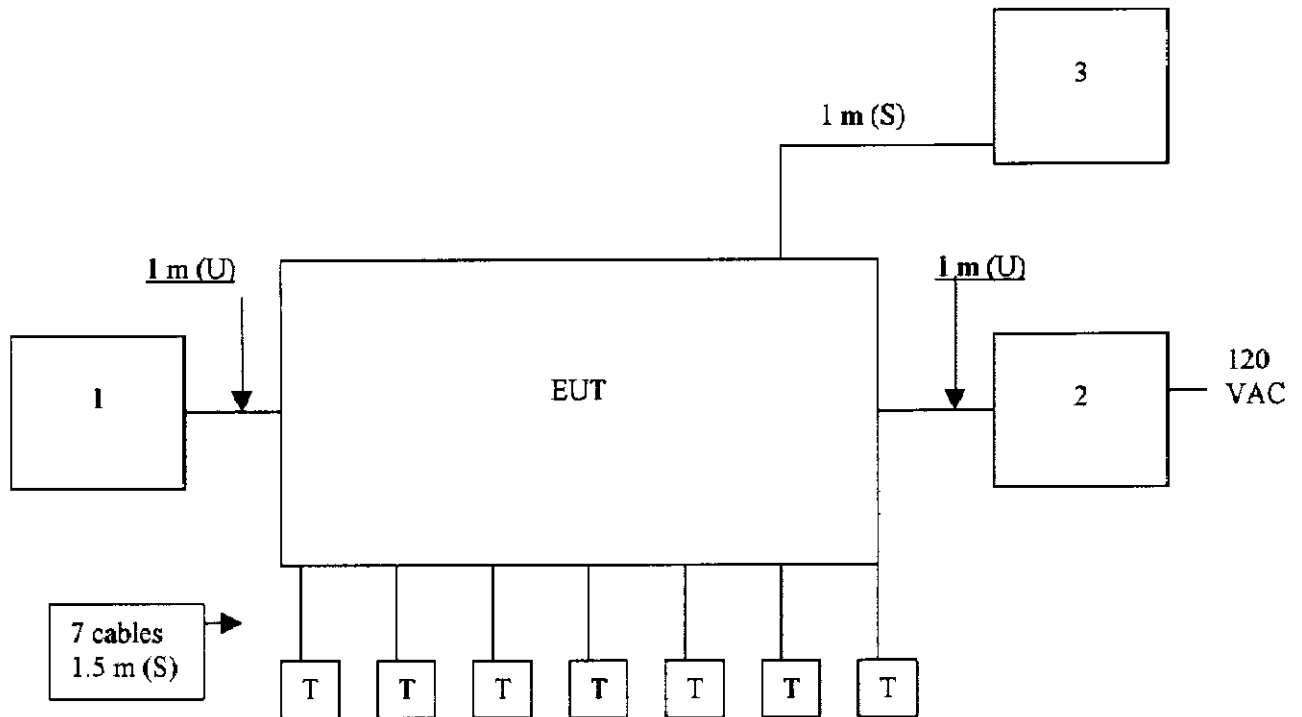 3
1 m (S)
1 m (U)
1 m (U)
1
EUT
2
120
VAC
7 cables
1.5 m (S)
T T T T T T T